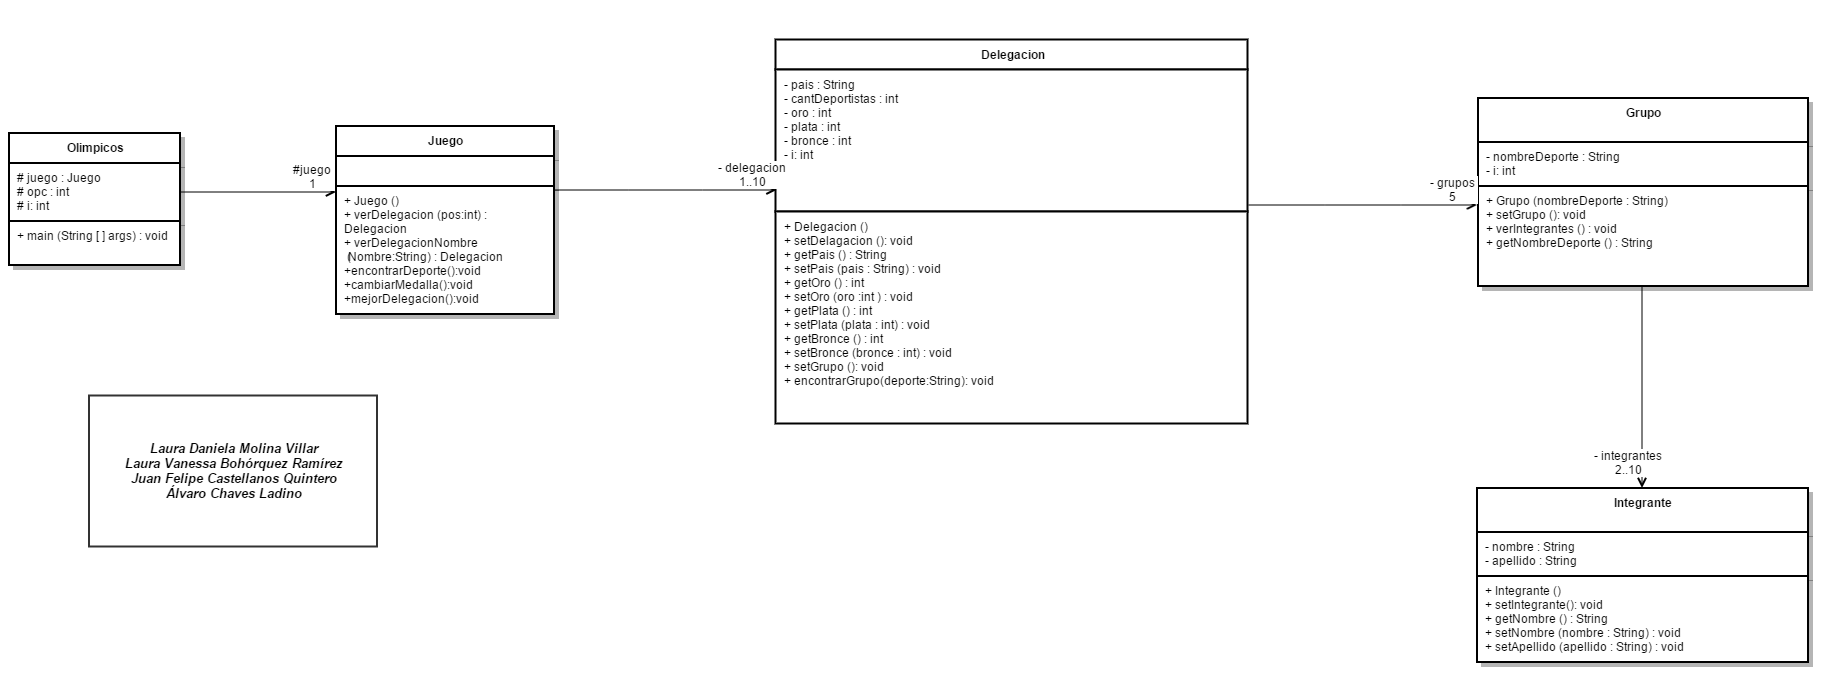 Olimpicos
# juego : Juego
# opc : int
# i: int
+ main (String [ ] args) : void
#juego
1
Juego
+ Juego ()
+ verDelegacion (pos:int) :
Delegacion
+ verDelegacionNombre
(Nombre:String) : Delegacion
+encontrarDeporte():void
+cambiarMedalla():void
+mejorDelegacion():void
- delegacion
1..10
Delegacion
- pais : String
- cantDeportistas : int
- oro : int
- plata : int
- bronce : int
- i: int
+ Delegacion ()
+ setDelagacion (): void
+ getPais () : String
+ setPais (pais : String) : void
+ getOro () : int
+ setOro (oro :int ) : void
+ getPlata () : int
+ setPlata (plata : int) : void
+ getBronce () : int
+ setBronce (bronce : int) : void
+ setGrupo (): void
+ encontrarGrupo(deporte:String): void
- grupos
5
Grupo
- nombreDeporte : String
- i: int
+ Grupo (nombreDeporte : String)
+ setGrupo (): void
+ verIntegrantes () : void
+ getNombreDeporte () : String
- integrantes
2..10
Integrante
- nombre : String
- apellido : String
+ Integrante ()
+ setIntegrante(): void
+ getNombre () : String
+ setNombre (nombre : String) : void
+ setApellido (apellido : String) : void
Laura Daniela Molina Villar
Laura Vanessa Bohórquez Ramírez
Juan Felipe Castellanos Quintero
Álvaro Chaves Ladino